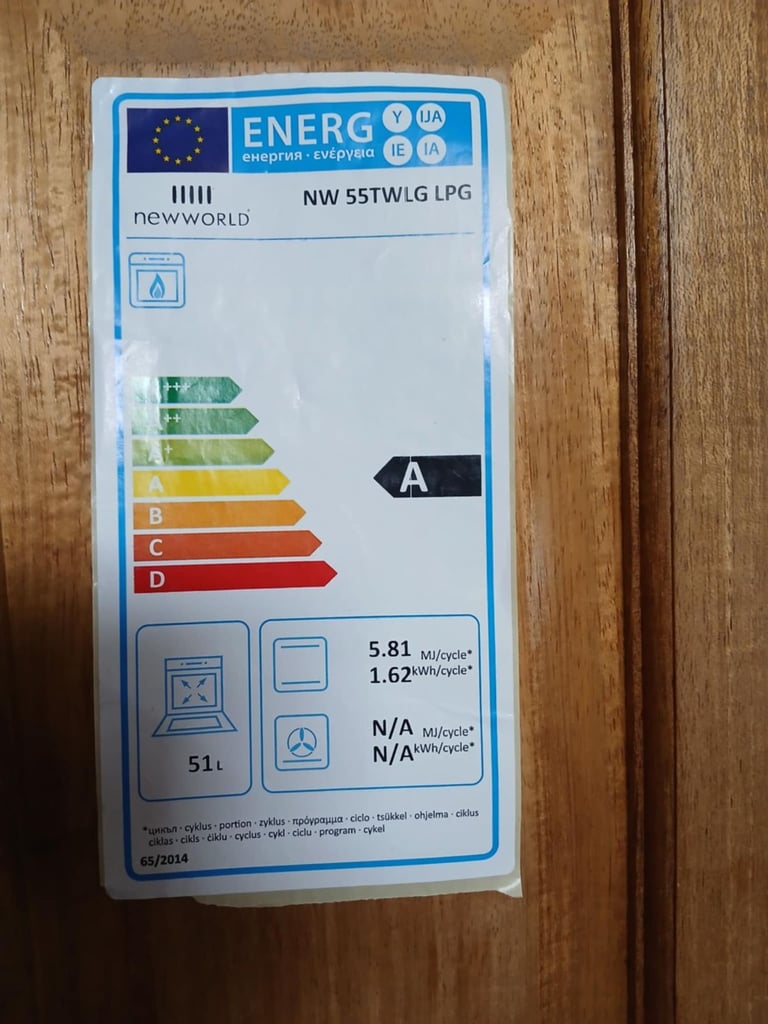 ENERG Y IJA
енергия · ενέργεια IE IA
newworld
NW 55TWLG LPG
+++
++
A+
A
B
C
D
A
51 L
5.81 MJ/cycle*
1.62 kWh/cycle*
N/A MJ/cycle*
N/A kWh/cycle*
*цикъл · cyklus · portion · zyklus · πρόγραμμα · ciclo · tsükkel · ohjelma · ciklus
ciklas · cikls · ċiklu · cyclus · cykl · ciclu · program · cykel
65/2014